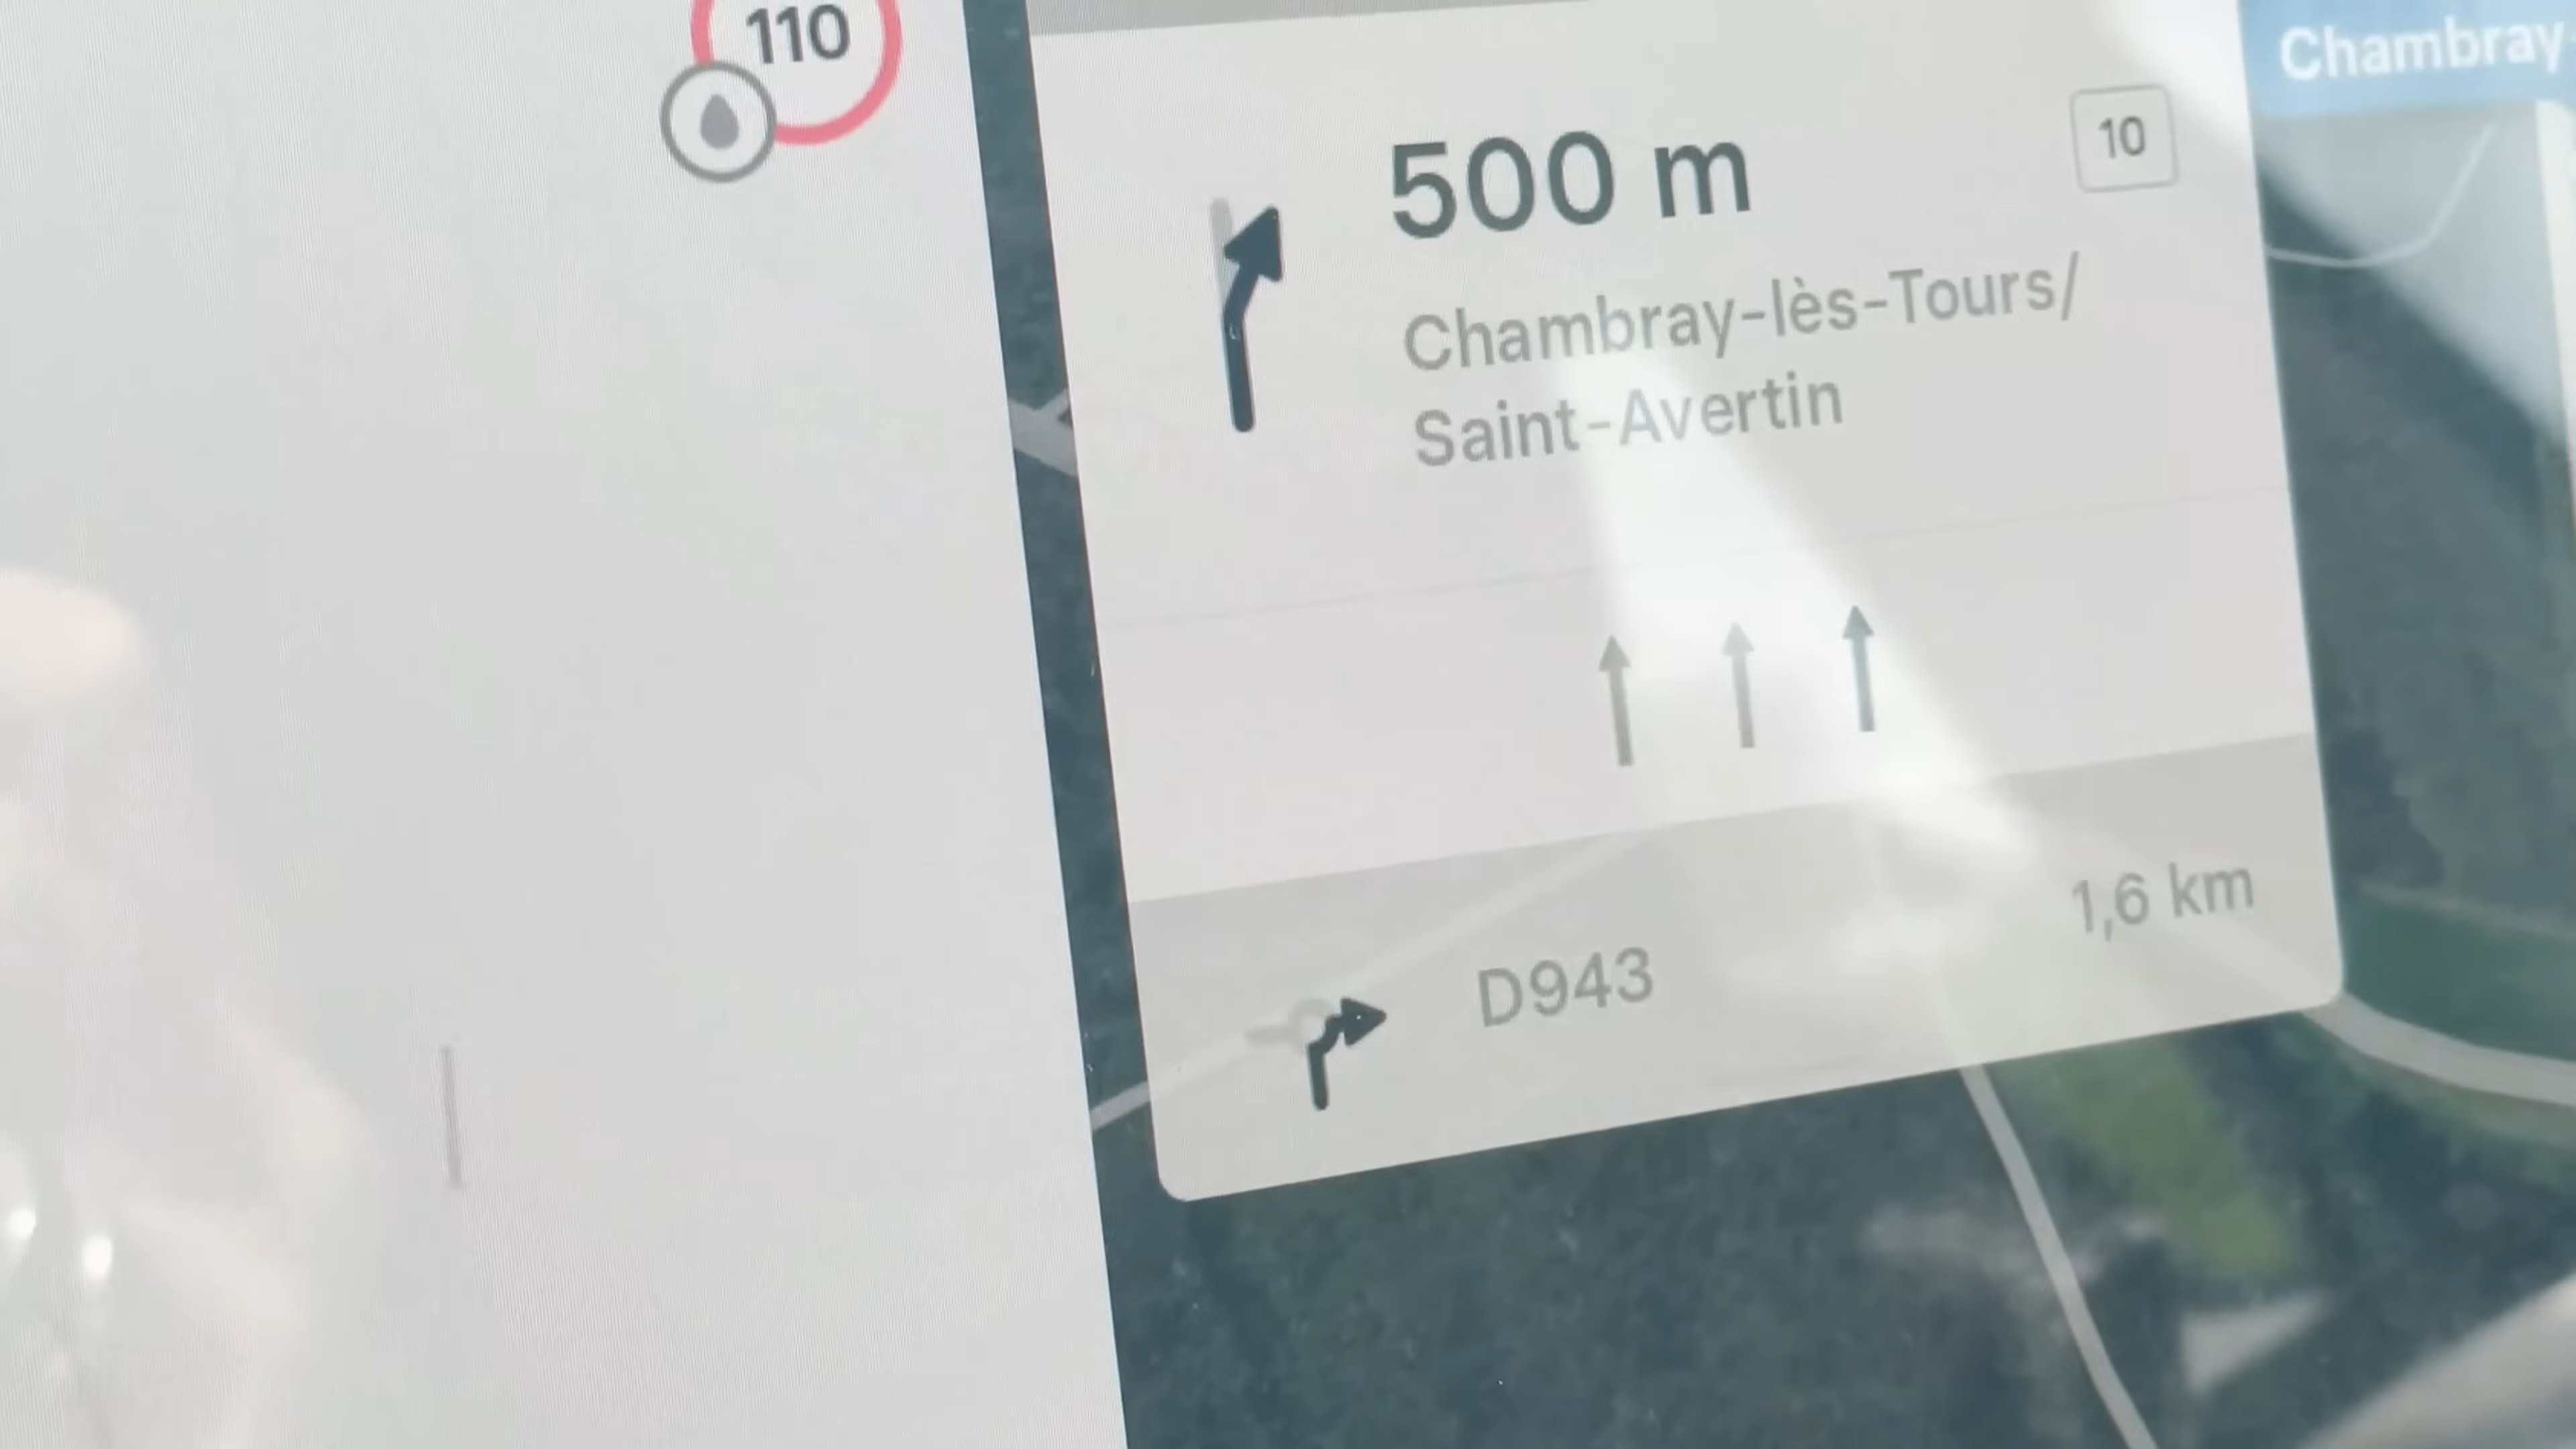 110
500 m
10
Chambray-lès-Tours/
Saint-Avertin
D943
1,6 km
Chambray-